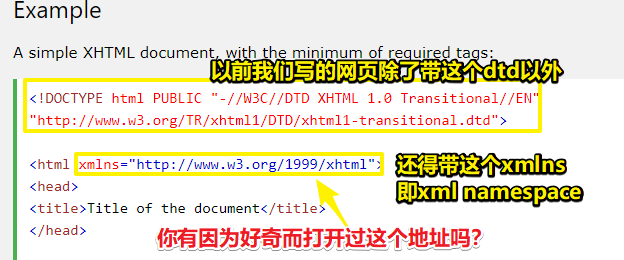 Example
A simple XHTML document, with the minimum of required tags:
以前我们写的网页除了带这个dtd以外
<!DOCTYPE html PUBLIC "-//W3C//DTD XHTML 1.0 Transitional//EN"
"http://www.w3.org/TR/xhtml1/DTD/xhtml1-transitional.dtd">
<html xmlns="http://www.w3.org/1999/xhtml">
还得带这个xmlns
<head>
即xml namespace
<title>Title of the document</title>
</head>
你有因为好奇而打开过这个地址吗?